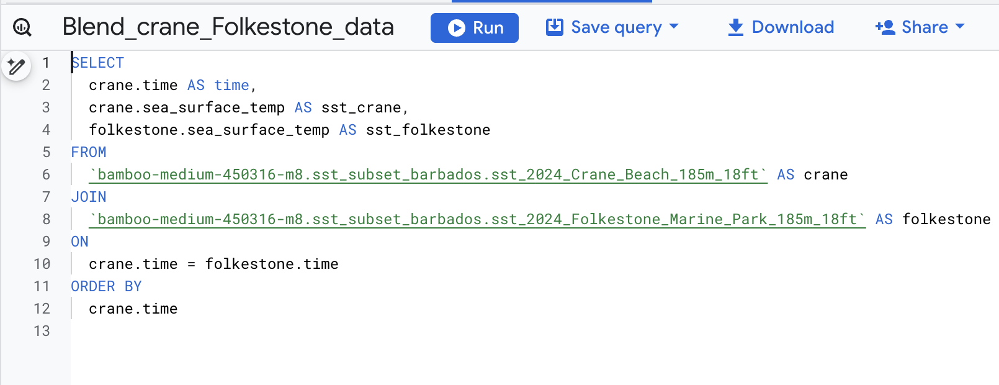 Blend_crane_Folkestone_data Run Save query Download Share
1 SELECT
2 crane.time AS time,
3 crane.sea_surface_temp AS sst_crane,
4 folkestone.sea_surface_temp AS sst_folkestone
5 FROM
6 `bamboo-medium-450316-m8.sst_subset_barbados.sst_2024_Crane_Beach_185m_18ft` AS crane
7 JOIN
8 `bamboo-medium-450316-m8.sst_subset_barbados.sst_2024_Folkestone_Marine_Park_185m_18ft` AS folkestone
9 ON
10 crane.time = folkestone.time
11 ORDER BY
12 crane.time
13